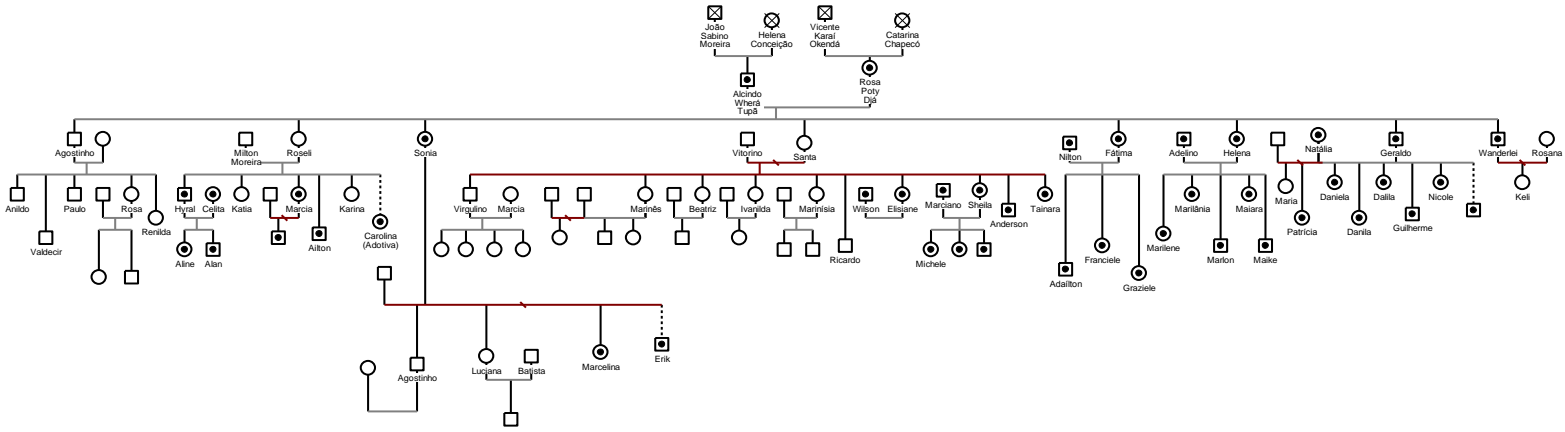 João
Sabino
Moreira
Helena
Conceição
Vicente
Karaí
Okendá
Catarina
Chapecó
Alcindo
Wherá
Tupã
Rosa
Poty
Djá
Agostinho
Milton
Moreira
Roseli
Sonia
Vitorino
Santa
Nilton
Fátima
Adelino
Helena
Natália
Geraldo
Wanderlei
Rosana
Anildo
Valdecir
Paulo
Rosa
Renilda
Hyral
Celita
Katia
Marcia
Ailton
Karina
Carolina
(Adotiva)
Aline
Alan
Virgulino
Marcia
Marinês
Beatriz
Ivanilda
Marinísia
Ricardo
Wilson
Elisiane
Marciano
Sheila
Anderson
Tainara
Michele
Adaílton
Franciele
Graziele
Marilene
Marilânia
Marlon
Maiara
Maike
Maria
Patrícia
Daniela
Danila
Dalila
Guilherme
Nicole
Keli
Agostinho
Luciana
Batista
Marcelina
Erik